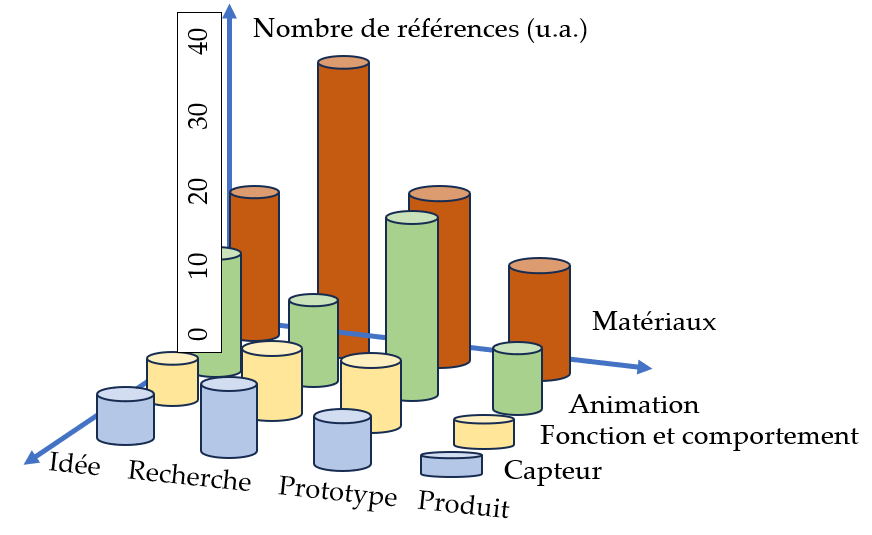 Nombre de références (u.a.)
40
30
20
10
0
Matériaux
Animation
Fonction et comportement
Capteur
Idée
Recherche
Prototype
Produit